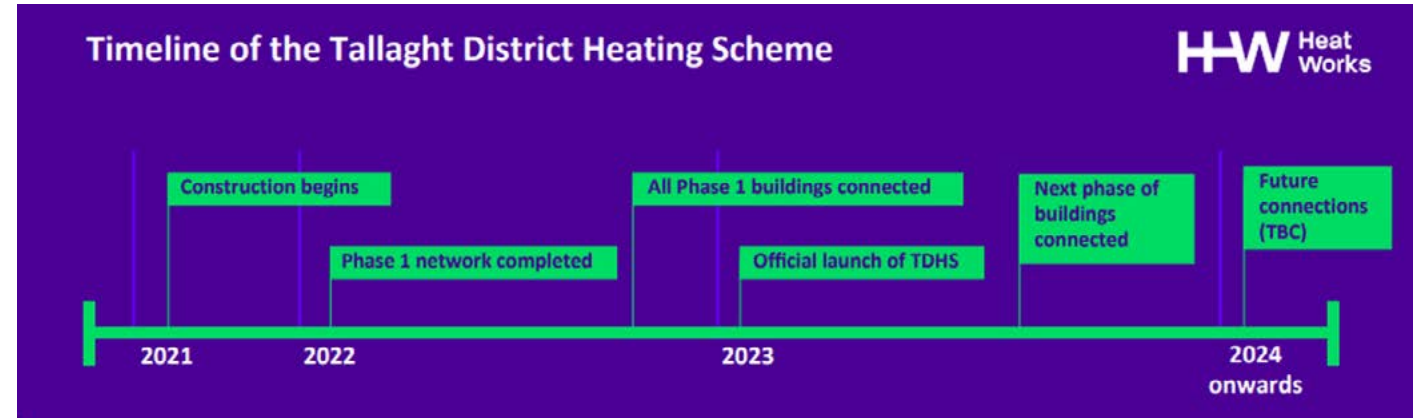 Timeline of the Tallaght District Heating Scheme
HW Heat
Works
Construction begins
All Phase 1 buildings connected
Next phase of
buildings
connected
Future
connections
(TBC)
Phase 1 network completed
Official launch of TDHS
2021
2022
2023
2024
onwards